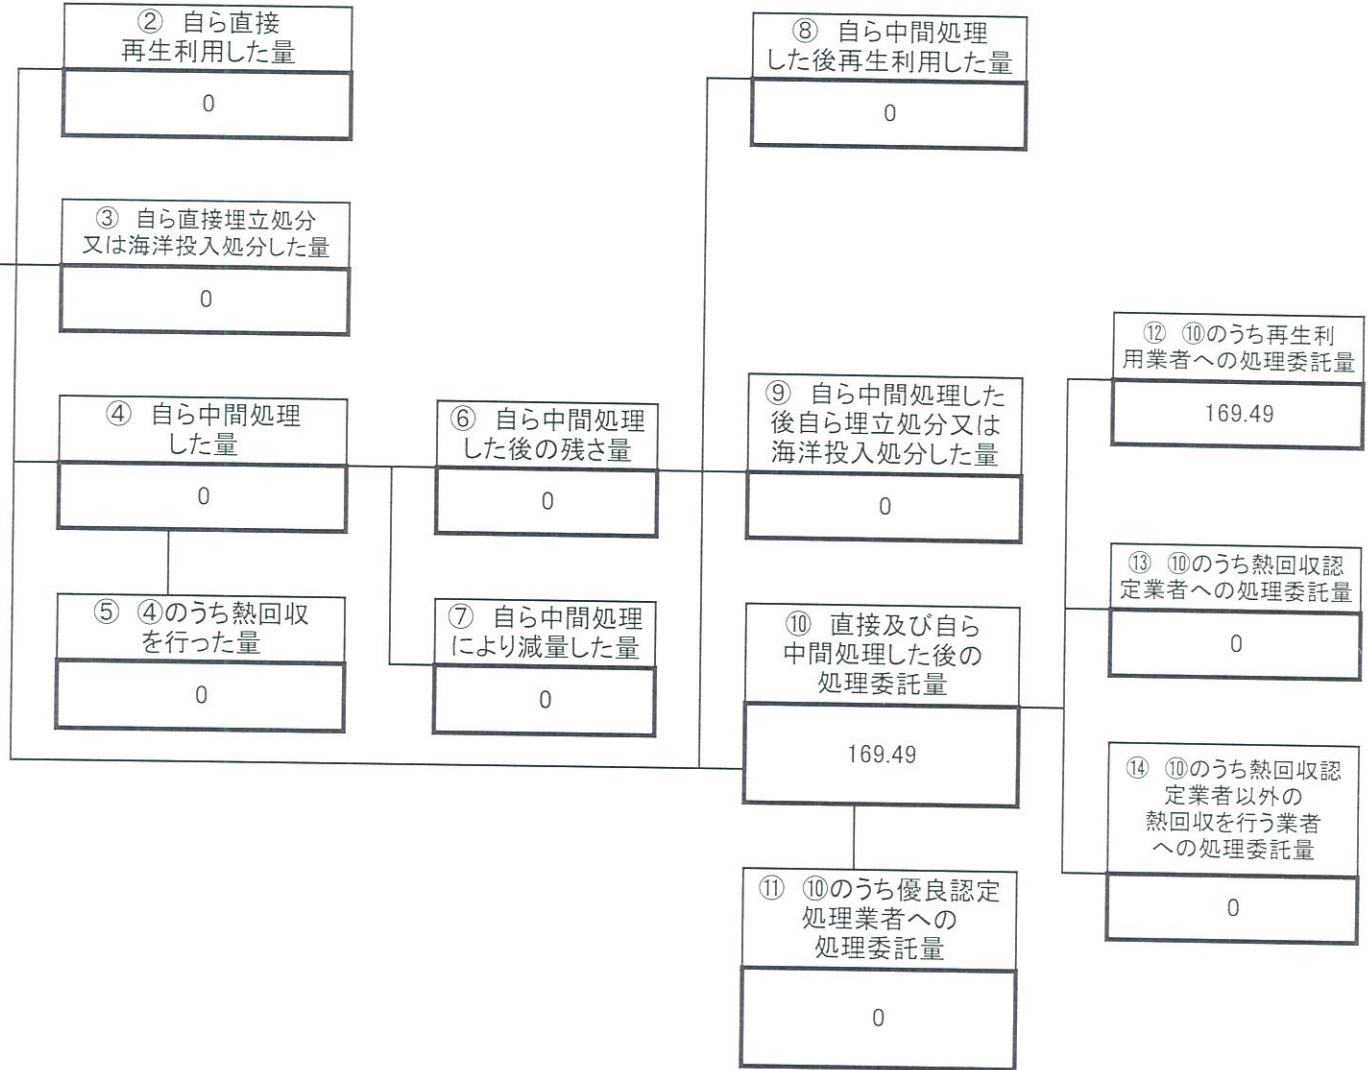 ② 自ら直接
再生利用した量
0
③ 自ら直接埋立処分
又は海洋投入処分した量
0
④ 自ら中間処理
した量
0
⑤ ④のうち熱回収
を行った量
0
⑥ 自ら中間処理
した後の残さ量
0
⑦ 自ら中間処理
により減量した量
0
⑧ 自ら中間処理
した後再生利用した量
0
⑨ 自ら中間処理した
後自ら埋立処分又は
海洋投入処分した量
0
⑩ 直接及び自ら
中間処理した後の
処理委託量
169.49
⑪ ⑩のうち優良認定
処理業者への
処理委託量
0
⑫ ⑩のうち再生利
用業者への処理委託量
169.49
⑬ ⑩のうち熱回収認
定業者への処理委託量
0
⑭ ⑩のうち熱回収認
定業者以外の
熱回収を行う業者
への処理委託量
0